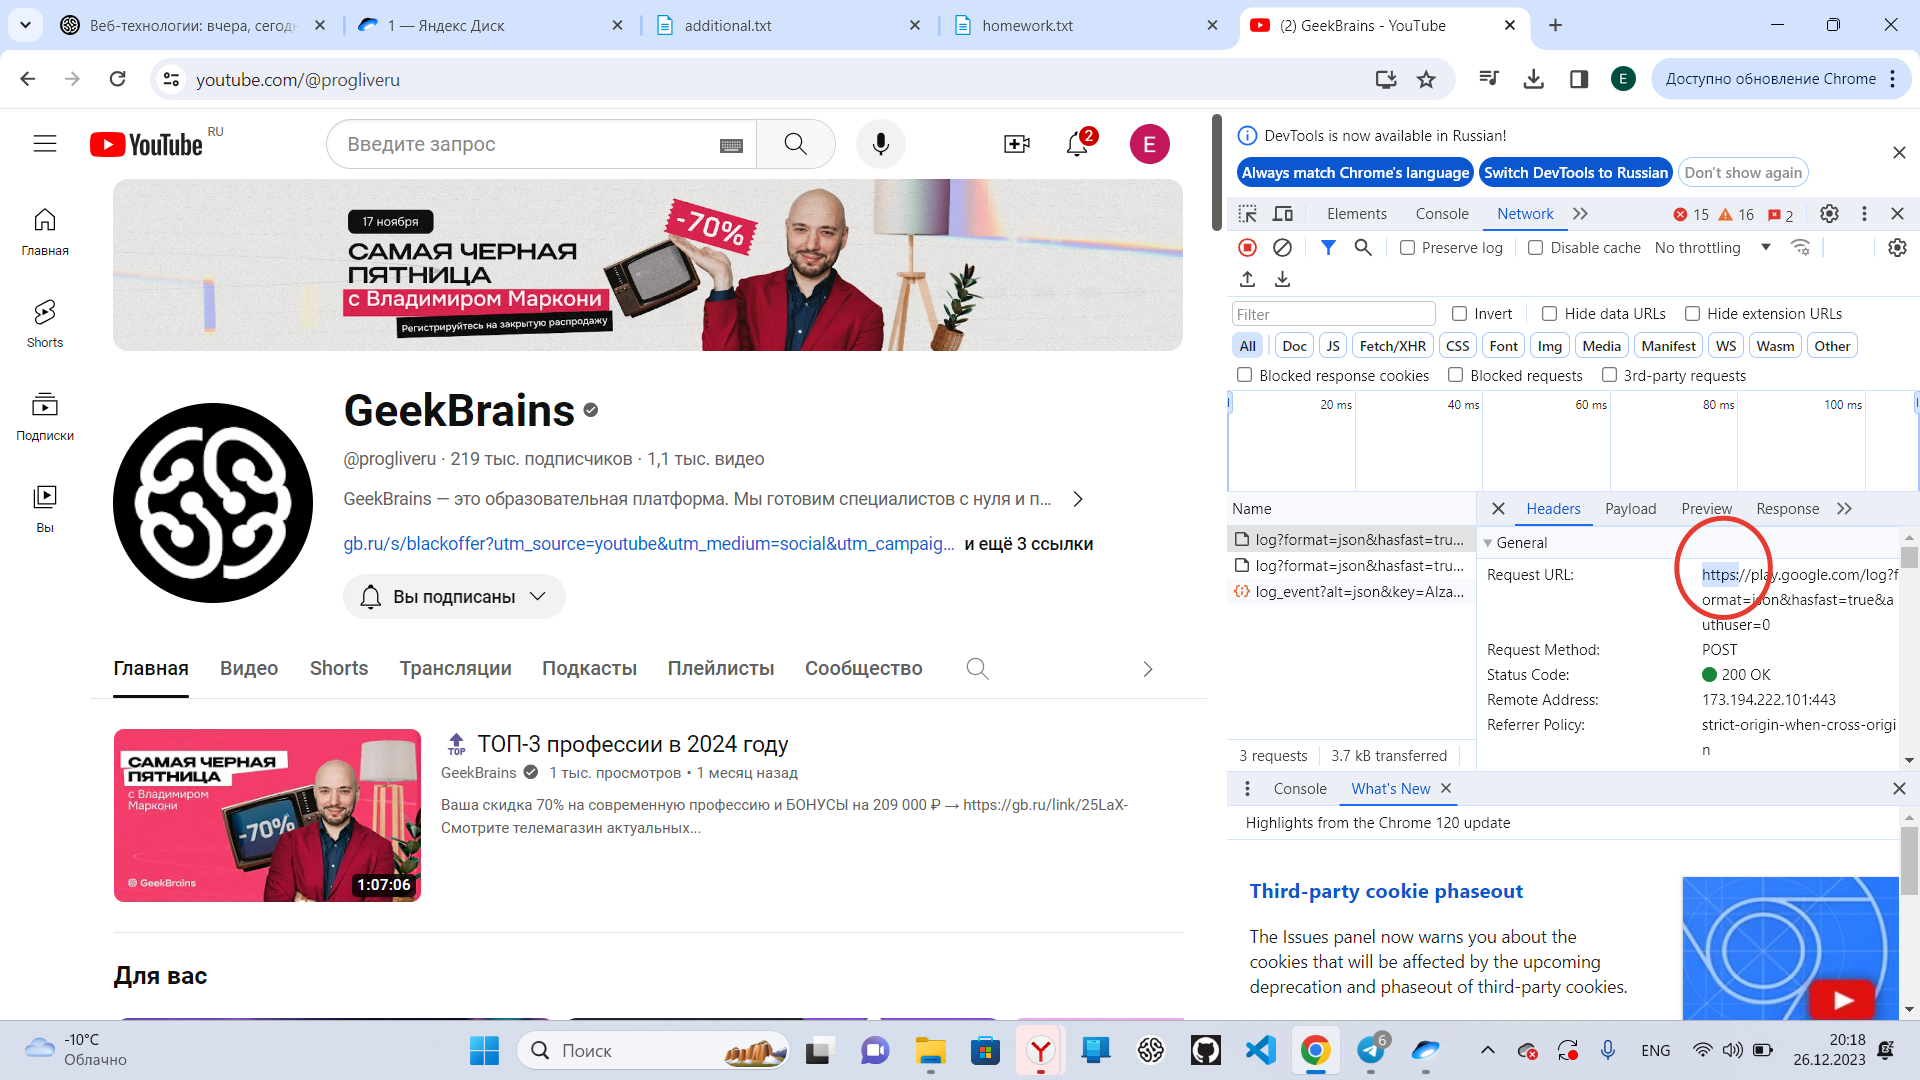 Веб-технологии: вчера, сегодн
1 — Яндекс Диск
additional.txt
homework.txt
(2) GeekBrains - YouTube
youtube.com/@progliveru
E
Доступно обновление Chrome
YouTube
RU
Введите запрос
2
E
Главная
Shorts
Подписки
Вы
17 ноября
САМАЯ ЧЕРНАЯ
ПЯТНИЦА
с Владимиром Маркони
Регистрируйтесь на закрытую распродажу
-70%
GeekBrains
@progliveru · 219 тыс. подписчиков · 1,1 тыс. видео
GeekBrains — это образовательная платформа. Мы готовим специалистов с нуля и п...
gb.ru/s/blackoffer?utm_source=youtube&utm_medium=social&utm_campaig... и ещё 3 ссылки
Вы подписаны
Главная
Видео
Shorts
Трансляции
Подкасты
Плейлисты
Сообщество
САМАЯ ЧЕРНАЯ
ПЯТНИЦА
с Владимиром
Маркони
-70%
GeekBrains
1:07:06
TOP
ТОП-3 профессии в 2024 году
GeekBrains 1 тыс. просмотров • 1 месяц назад
Ваша скидка 70% на современную профессию и БОНУСЫ на 209 000 ₽ → https://gb.ru/link/25LaX-
Смотрите телемагазин актуальных...
Для вас
DevTools is now available in Russian!
Always match Chrome's language
Switch DevTools to Russian
Don't show again
Elements
Console
Network
15
16
2
Preserve log
Disable cache
No throttling
Filter
Invert
Hide data URLs
Hide extension URLs
All
Doc
JS
Fetch/XHR
CSS
Font
Img
Media
Manifest
WS
Wasm
Other
Blocked response cookies
Blocked requests
3rd-party requests
20 ms
40 ms
60 ms
80 ms
100 ms
Name
log?format=json&hasfast=tru...
log?format=json&hasfast=tru...
log_event?alt=json&key=AIza...
3 requests
3.7 kB transferred
Headers
Payload
Preview
Response
General
Request URL:
https://play.google.com/log?f
ormat=json&hasfast=true&a
uthuser=0
Request Method:
POST
Status Code:
200 OK
Remote Address:
173.194.222.101:443
Referrer Policy:
strict-origin-when-cross-origi
n
Console
What's New
Highlights from the Chrome 120 update
Third-party cookie phaseout
The Issues panel now warns you about the
cookies that will be affected by the upcoming
deprecation and phaseout of third-party cookies.
-10°C
Облачно
Поиск
6
ENG
20:18
26.12.2023